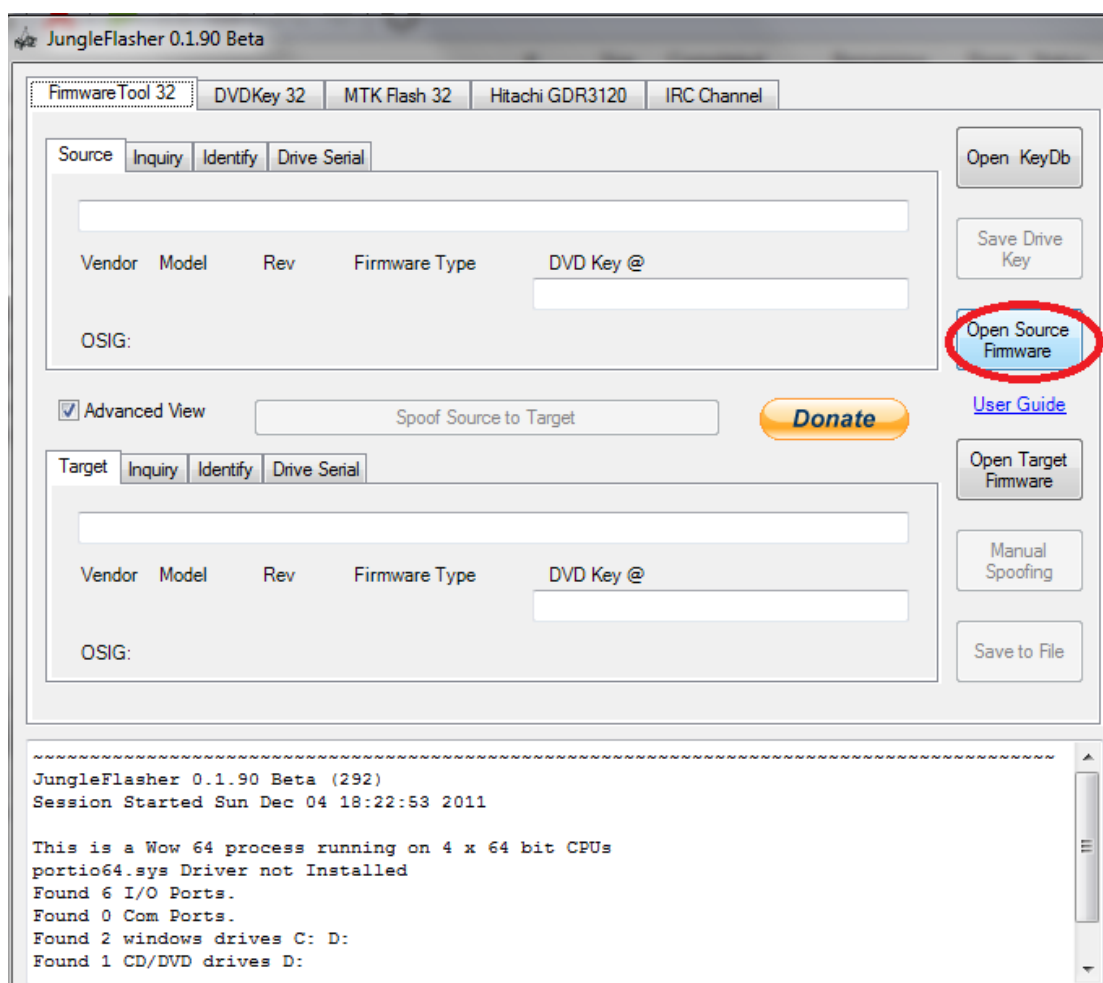 JungleFlasher 0.1.90 Beta
FirmwareTool 32 DVDKey 32 MTK Flash 32 Hitachi GDR3120 IRC Channel
Source Inquiry Identify Drive Serial
Open KeyDb
Vendor Model Rev Firmware Type DVD Key @
Save Drive
Key
OSIG:
Open Source
Firmware
Advanced View Spoof Source to Target Donate User Guide
Target Inquiry Identify Drive Serial
Open Target
Firmware
Vendor Model Rev Firmware Type DVD Key @
Manual
Spoofing
OSIG:
Save to File
~~~~~~~~~~~~~~~~~~~~~~~~~~~~~~~~~~~~~~~~~~~~~~~~~~~~~~~~~~~~~~~~~~~~~~~~~~~~~~~~~~~~~~~
JungleFlasher 0.1.90 Beta (292)
Session Started Sun Dec 04 18:22:53 2011
This is a Wow 64 process running on 4 x 64 bit CPUs
portio64.sys Driver not Installed
Found 6 I/O Ports.
Found 0 Com Ports.
Found 2 windows drives C: D:
Found 1 CD/DVD drives D: